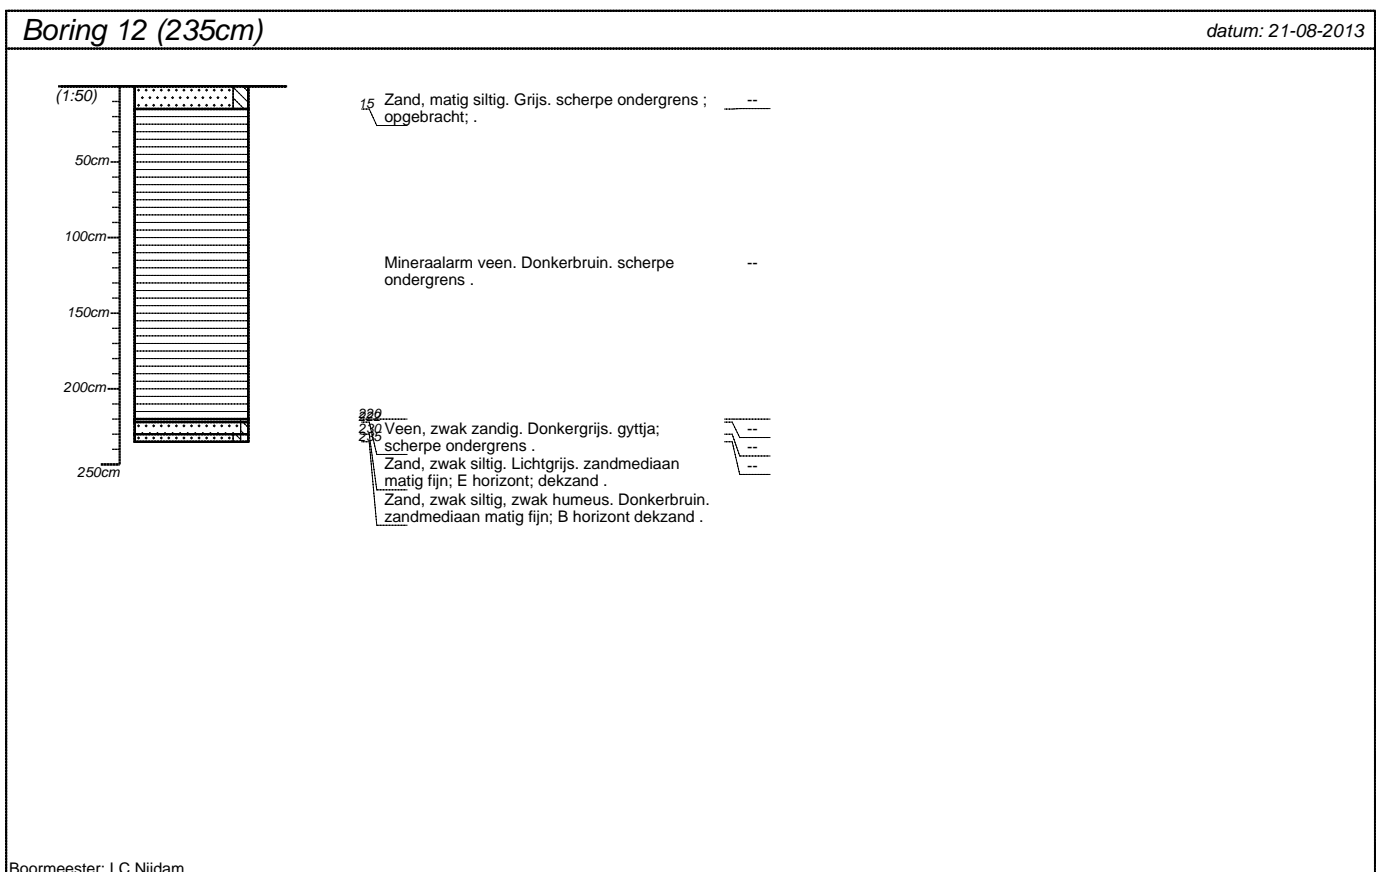 Boring 12 (235cm)
datum: 21-08-2013
(1:50)
50cm
100cm
150cm
200cm
250cm
15
Zand, matig siltig. Grijs. scherpe ondergrens ;
opgebracht; .
--
Mineraalarm veen. Donkerbruin. scherpe
ondergrens .
--
220
222
230
235
Veen, zwak zandig. Donkergrijs. gyttja;
scherpe ondergrens .
--
Zand, zwak siltig. Lichtgrijs. zandmediaan
matig fijn; E horizont; dekzand .
--
Zand, zwak siltig, zwak humeus. Donkerbruin.
zandmediaan matig fijn; B horizont dekzand .
--
Boormeester: LC Nijdam